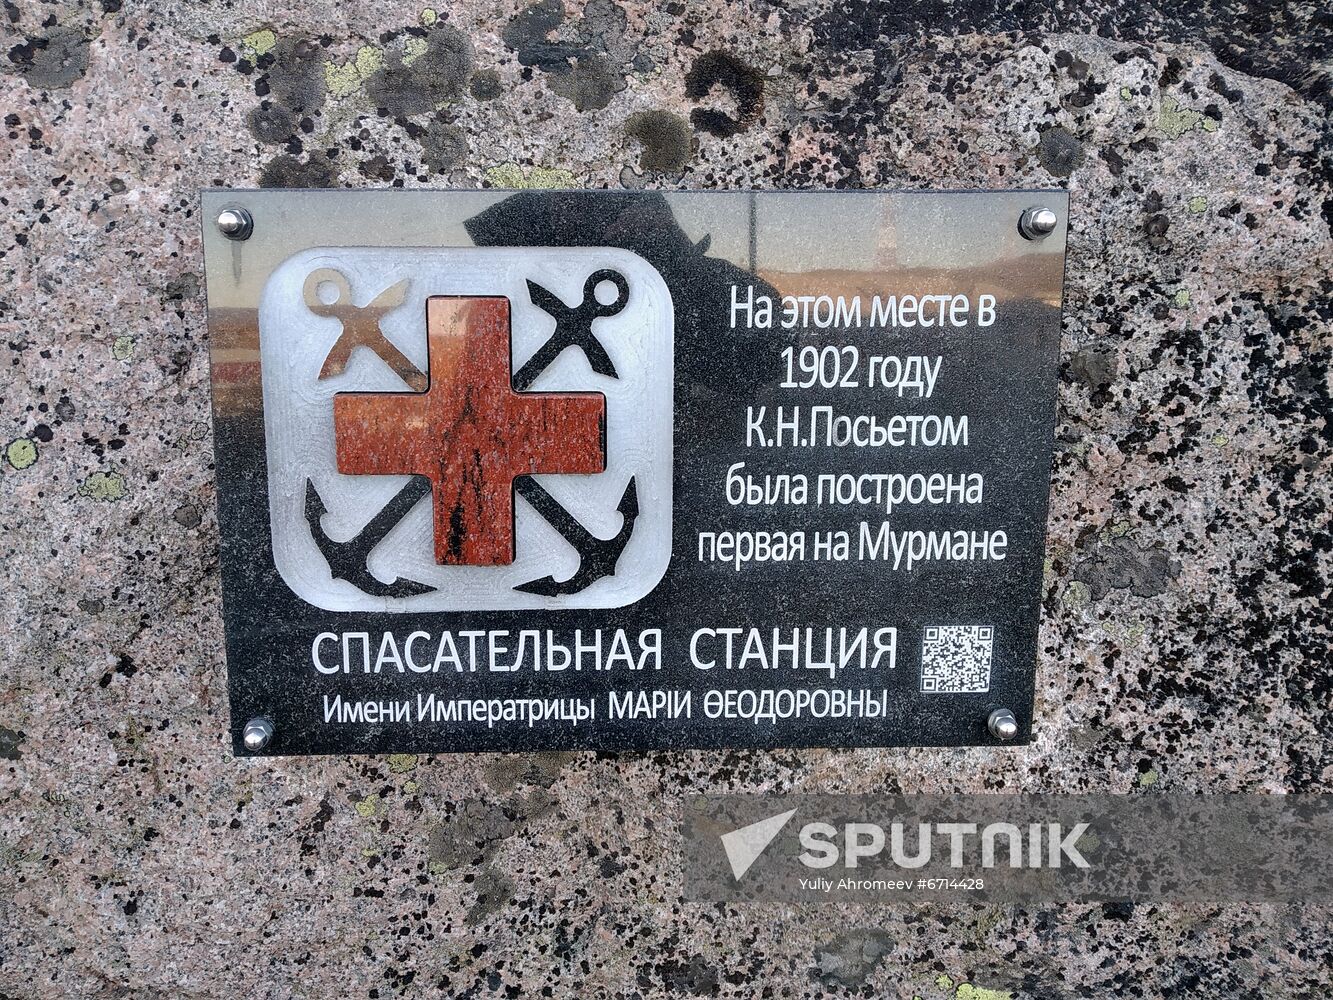 На этом месте в
1902 году
К.Н.Посьетом
была построена
первая на Мурмане
СПАСАТЕЛЬНАЯ СТАНЦИЯ
Имени Императрицы МАРІИ ѲЕОДОРОВНЫ
SPUTNIK
Yuliy Ahromeev ©6714428